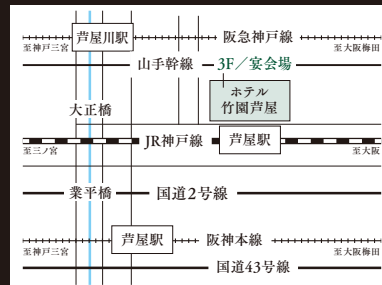 芦屋川駅
阪急神戸線
至神戸三宮
至大阪梅田
山手幹線
3F／宴会場
ホテル
竹園芦屋
大正橋
JR神戸線
芦屋駅
至三ノ宮
至大阪
業平橋
国道2号線
芦屋駅
阪神本線
至神戸三宮
至大阪梅田
国道43号線